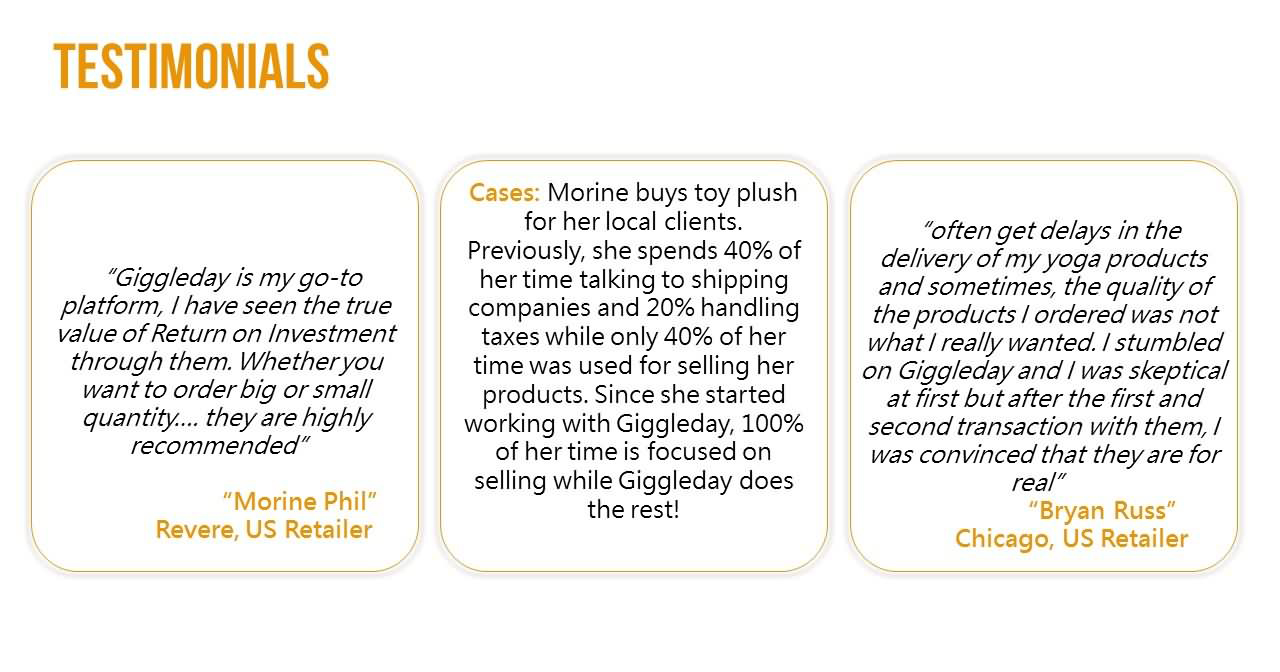 TESTIMONIALS
“Giggleday is my go-to
platform, I have seen the true
value of Return on Investment
through them. Whether you
want to order big or small
quantity.... they are highly
recommended”
“Morine Phil”
Revere, US Retailer
Cases: Morine buys toy plush
for her local clients.
Previously, she spends 40% of
her time talking to shipping
companies and 20% handling
taxes while only 40% of her
time was used for selling her
products. Since she started
working with Giggleday, 100%
of her time is focused on
selling while Giggleday does
the rest!
“often get delays in the
delivery of my yoga products
and sometimes, the quality of
the products I ordered was not
what I really wanted. I stumbled
on Giggleday and I was skeptical
at first but after the first and
second transaction with them, I
was convinced that they are for
real”
“Bryan Russ”
Chicago, US Retailer